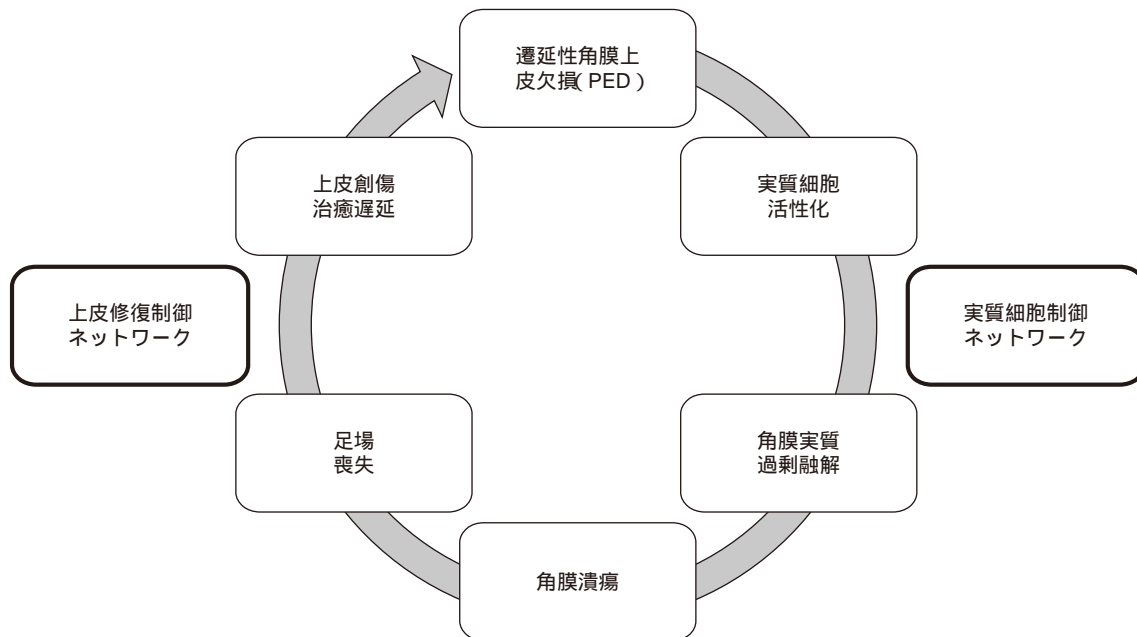 遷延性角膜上
皮欠損(PED)
上皮創傷
治癒遅延
実質細胞
活性化
上皮修復制御
ネットワーク
実質細胞制御
ネットワーク
足場
喪失
角膜実質
過剰融解
角膜潰瘍